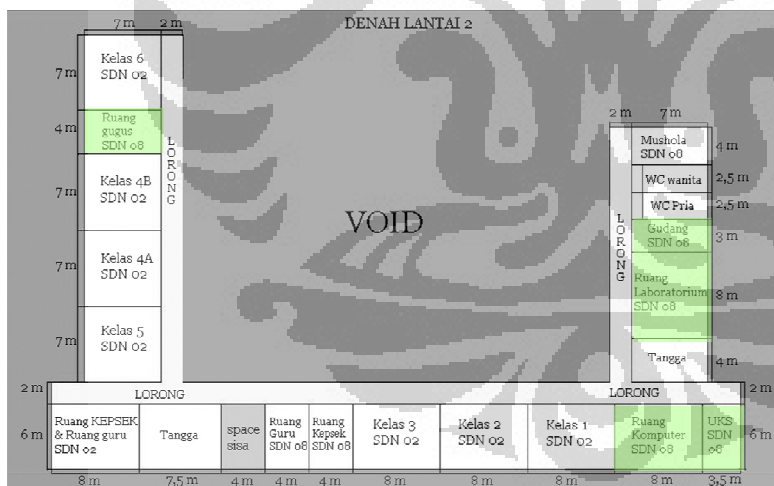 DENAH LANTAI 2
7m 2 m
7 m
Kelas 6
SDN 02
4 m
Ruang
gugus
SDN 08
7 m
Kelas 4B
SDN 02
7 m
Kelas 4A
SDN 02
7 m
Kelas 5
SDN 02
LORONG
VOID
2 m 7 m
Mushola
SDN 08
4 m
WC wanita
2,5 m
WC Pria
2,5 m
Gudang
SDN 08
3 m
LORONG
Ruang
Laboratorium
SDN 08
8 m
Tangga
4 m
2 m
LORONG
LORONG
2 m
6 m
Ruang KEPSEK
& Ruang guru
SDN 02
Tangga
space
sisa
Ruang
Guru
SDN 08
Ruang
Kepsek
SDN 08
Kelas 3
SDN 02
Kelas 2
SDN 02
Kelas 1
SDN 02
Ruang
Komputer
SDN 08
UKS
SDN
08
6 m
8 m 7,5 m 4 m 4 m 4 m 8 m 8 m 8 m 8 m 3,5 m